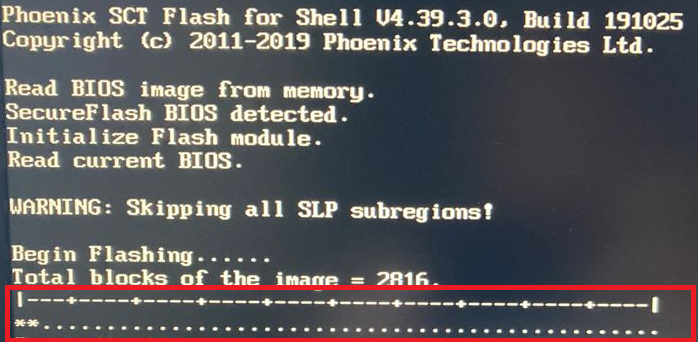 Phoenix SCT Flash for Shell V4.39.3.0, Build 191025
Copyright (c) 2011-2019 Phoenix Technologies Ltd.
Read BIOS image from memory.
SecureFlash BIOS detected.
Initialize Flash module.
Read current BIOS.
WARNING: Skipping all SLP subregions!
Begin Flashing......
Total blocks of the image = 2816.
|---+----+----+----+----+----+----+----+----+----|
**................................................